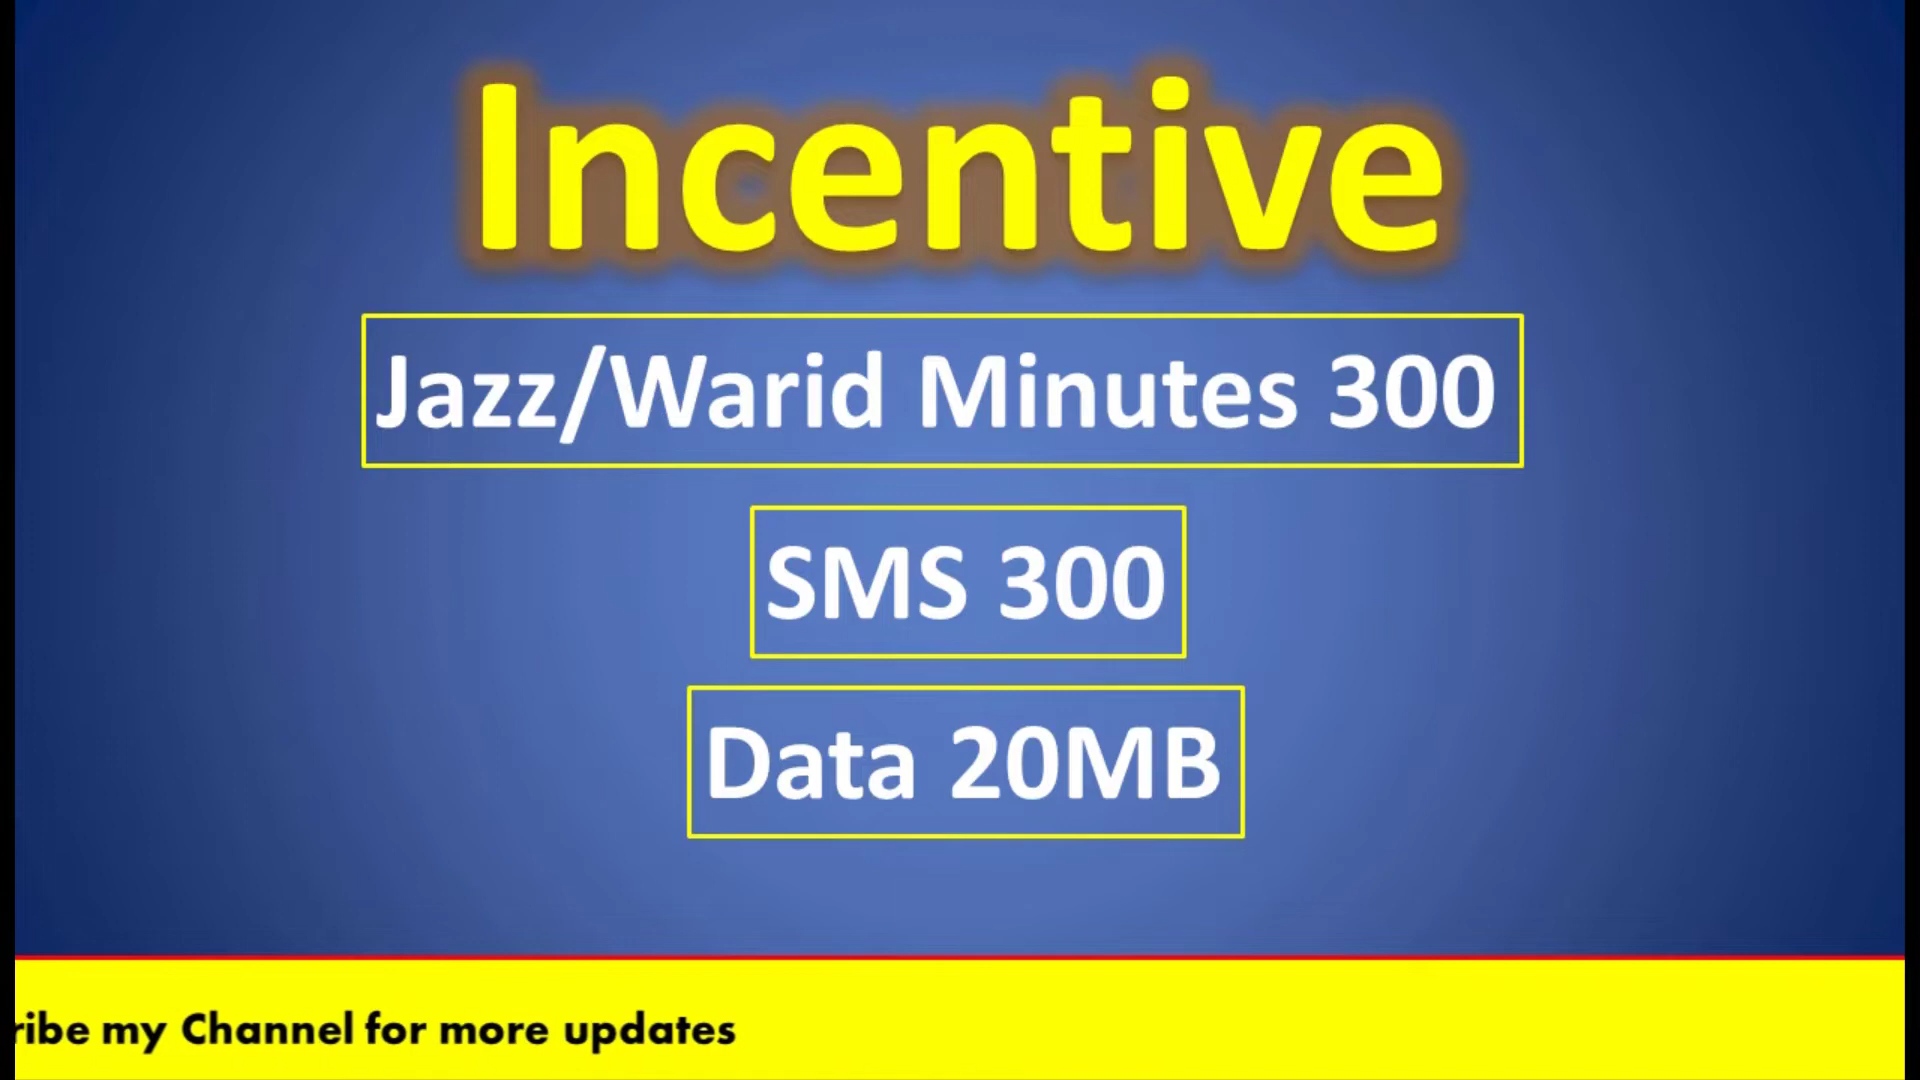 Incentive
Jazz/Warid Minutes 300
SMS 300
Data 20MB
ribe my Channel for more updates